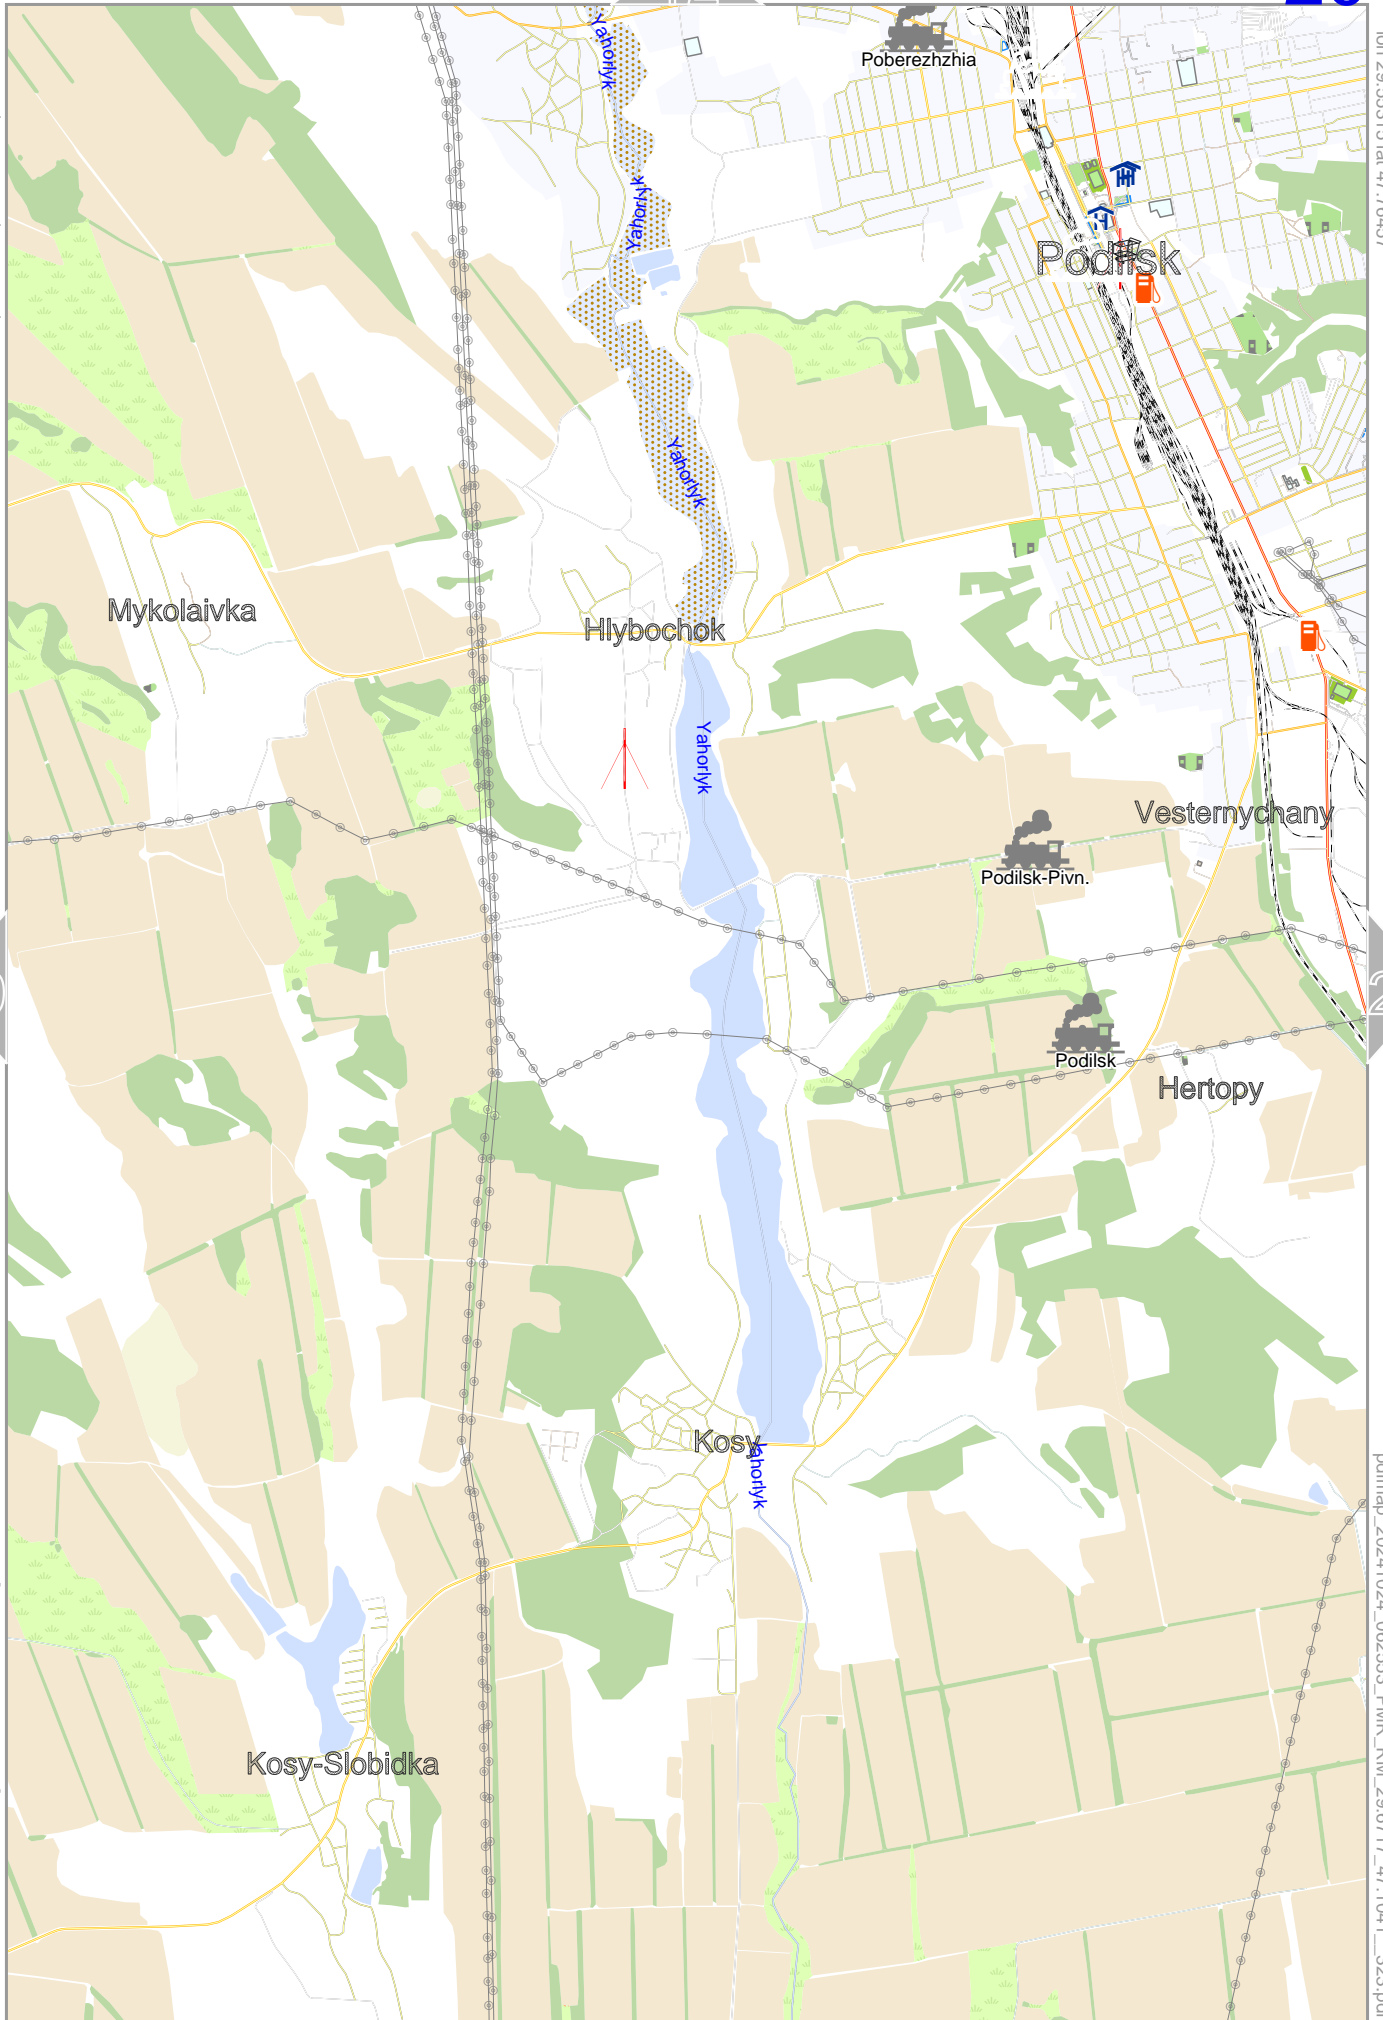 Yahorlyk
Poberezhzhia
Yahorlyk
Podilsk
Yahorlyk
Mykolaivka
Hlybochok
Yahorlyk
Vesternychany
Podilsk-Pivn.
Podilsk
Hertopy
Kosy
Yahorlyk
Kosy-Slobidka